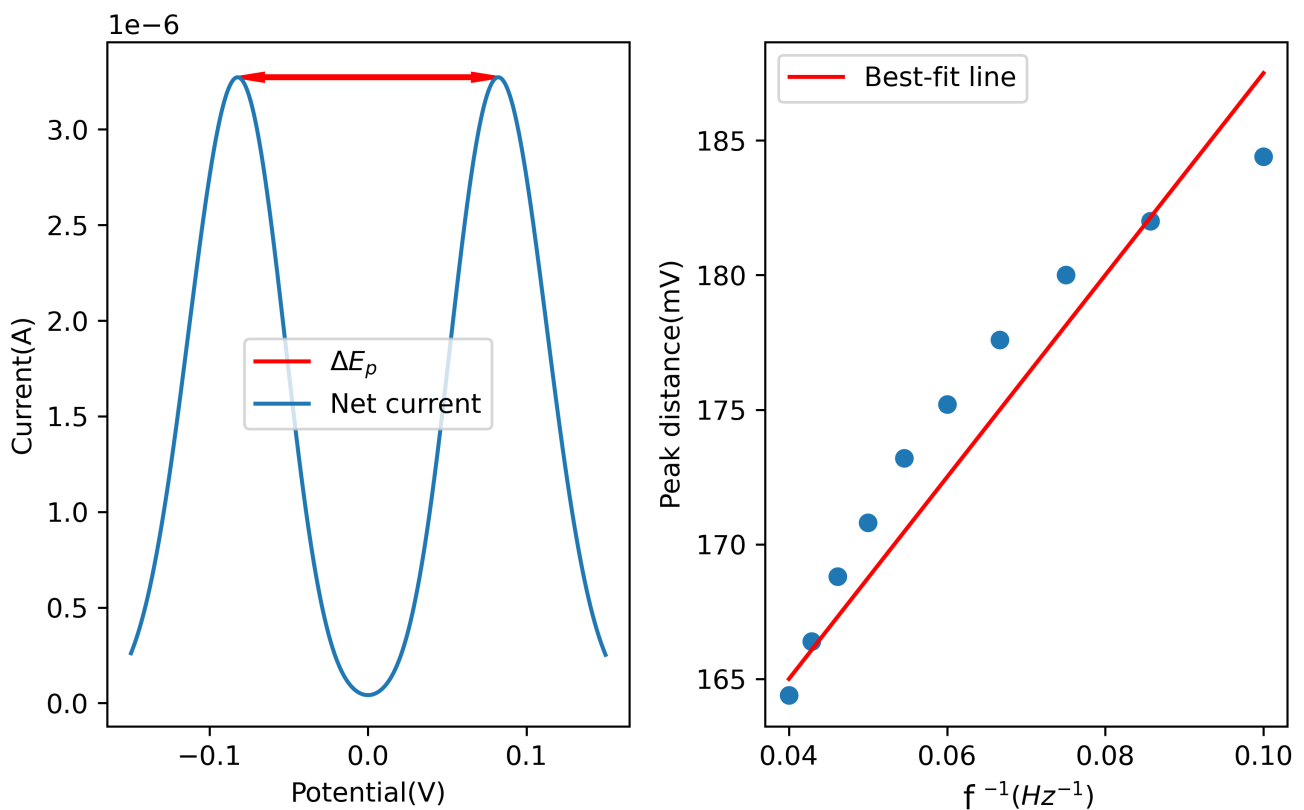 1e−6
3.0
2.5
2.0
1.5
1.0
0.5
0.0
Current(A)
ΔE_p
Net current
−0.1
0.0
0.1
Potential(V)
Best-fit line
185
180
175
170
165
Peak distance(mV)
0.04
0.06
0.08
0.10
f ⁻¹(Hz⁻¹)